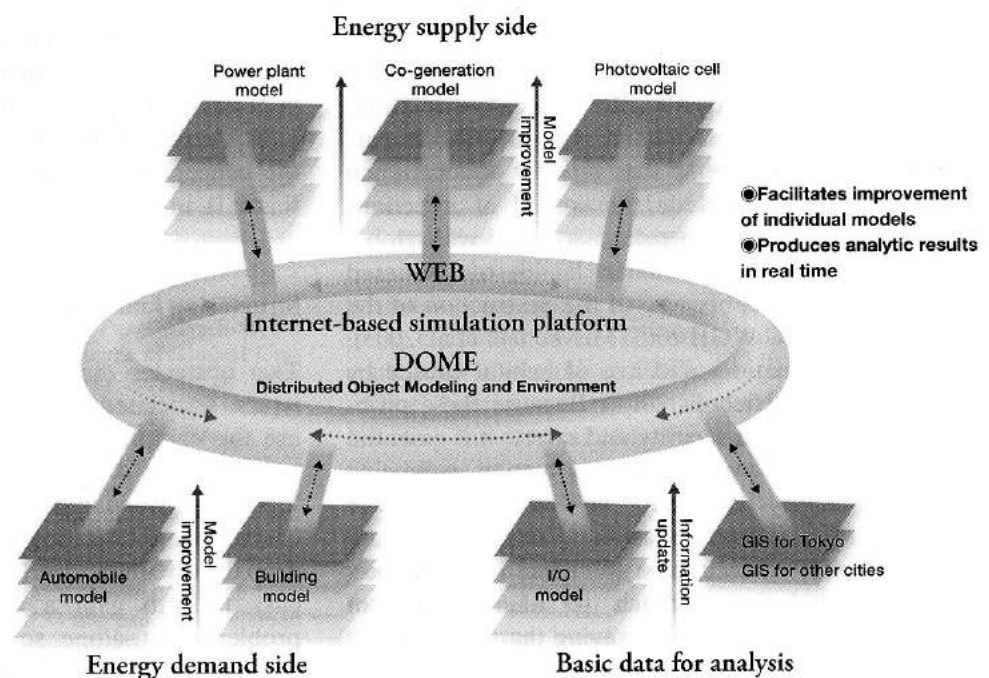 Energy supply side
Power plant
model
Co-generation
model
Photovoltaic cell
model
Model
improvement
◉Facilitates improvement
of individual models
◉Produces analytic results
in real time
WEB
Internet-based simulation platform
DOME
Distributed Object Modeling and Environment
Automobile
model
Model
improvement
Building
model
I/O
model
Information
update
GIS for Tokyo
GIS for other cities
Energy demand side
Basic data for analysis